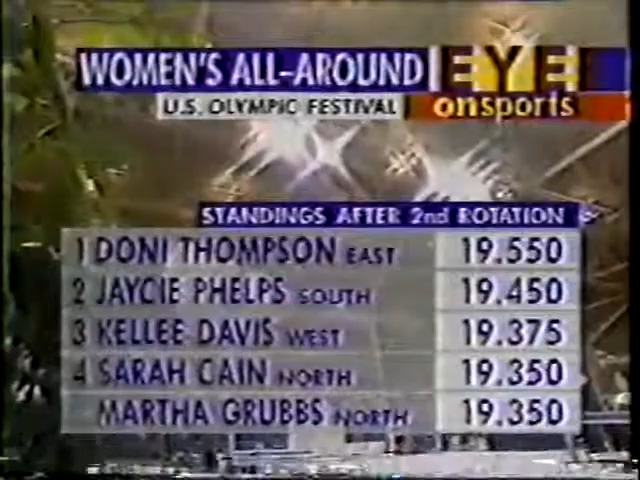 WOMEN'S ALL-AROUND EYE
U.S. OLYMPIC FESTIVAL onsports
STANDINGS AFTER 2nd ROTATION
1 DONI THOMPSON EAST 19.550
2 JAYCIE PHELPS SOUTH 19.450
3 KELLEE DAVIS WEST 19.375
4 SARAH CAIN NORTH 19.350
MARTHA GRUBBS NORTH 19.350